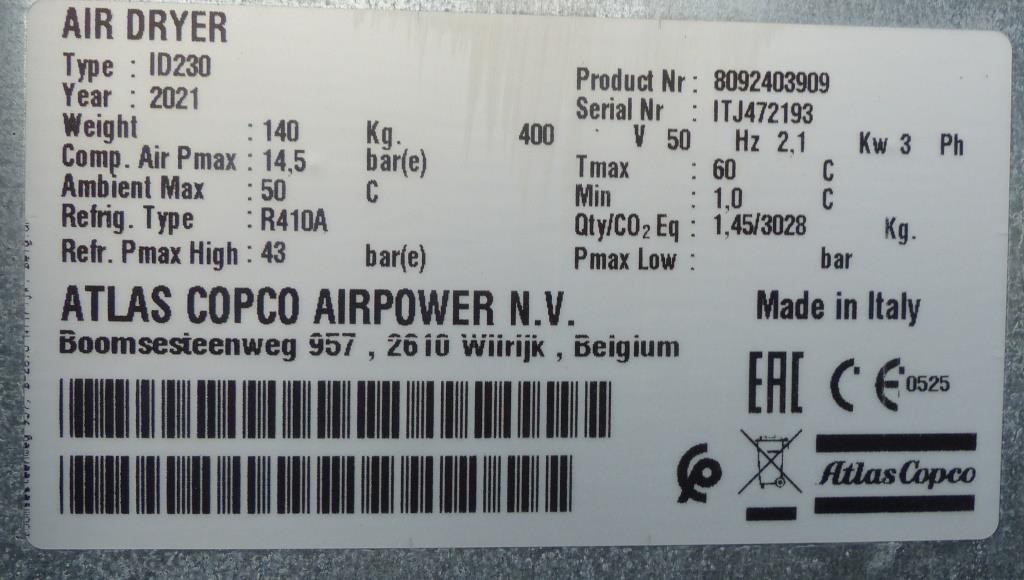 AIR DRYER
Type : ID230
Year : 2021
Weight : 140 Kg.
Comp. Air Pmax : 14,5 bar(e)
Ambient Max : 50 C
Refrig. Type : R410A
Refr. Pmax High : 43 bar(e)
Product Nr : 8092403909
Serial Nr : ITJ472193
400 V 50 Hz 2,1 Kw 3 Ph
Tmax : 60 C
Min : 1,0 C
Qty/CO₂ Eq : 1,45/3028 Kg.
Pmax Low : bar
ATLAS COPCO AIRPOWER N.V.
Boomsesteenweg 957 , 2610 Wilrijk , Belgium
Made in Italy
EAC CE 0525
Atlas Copco